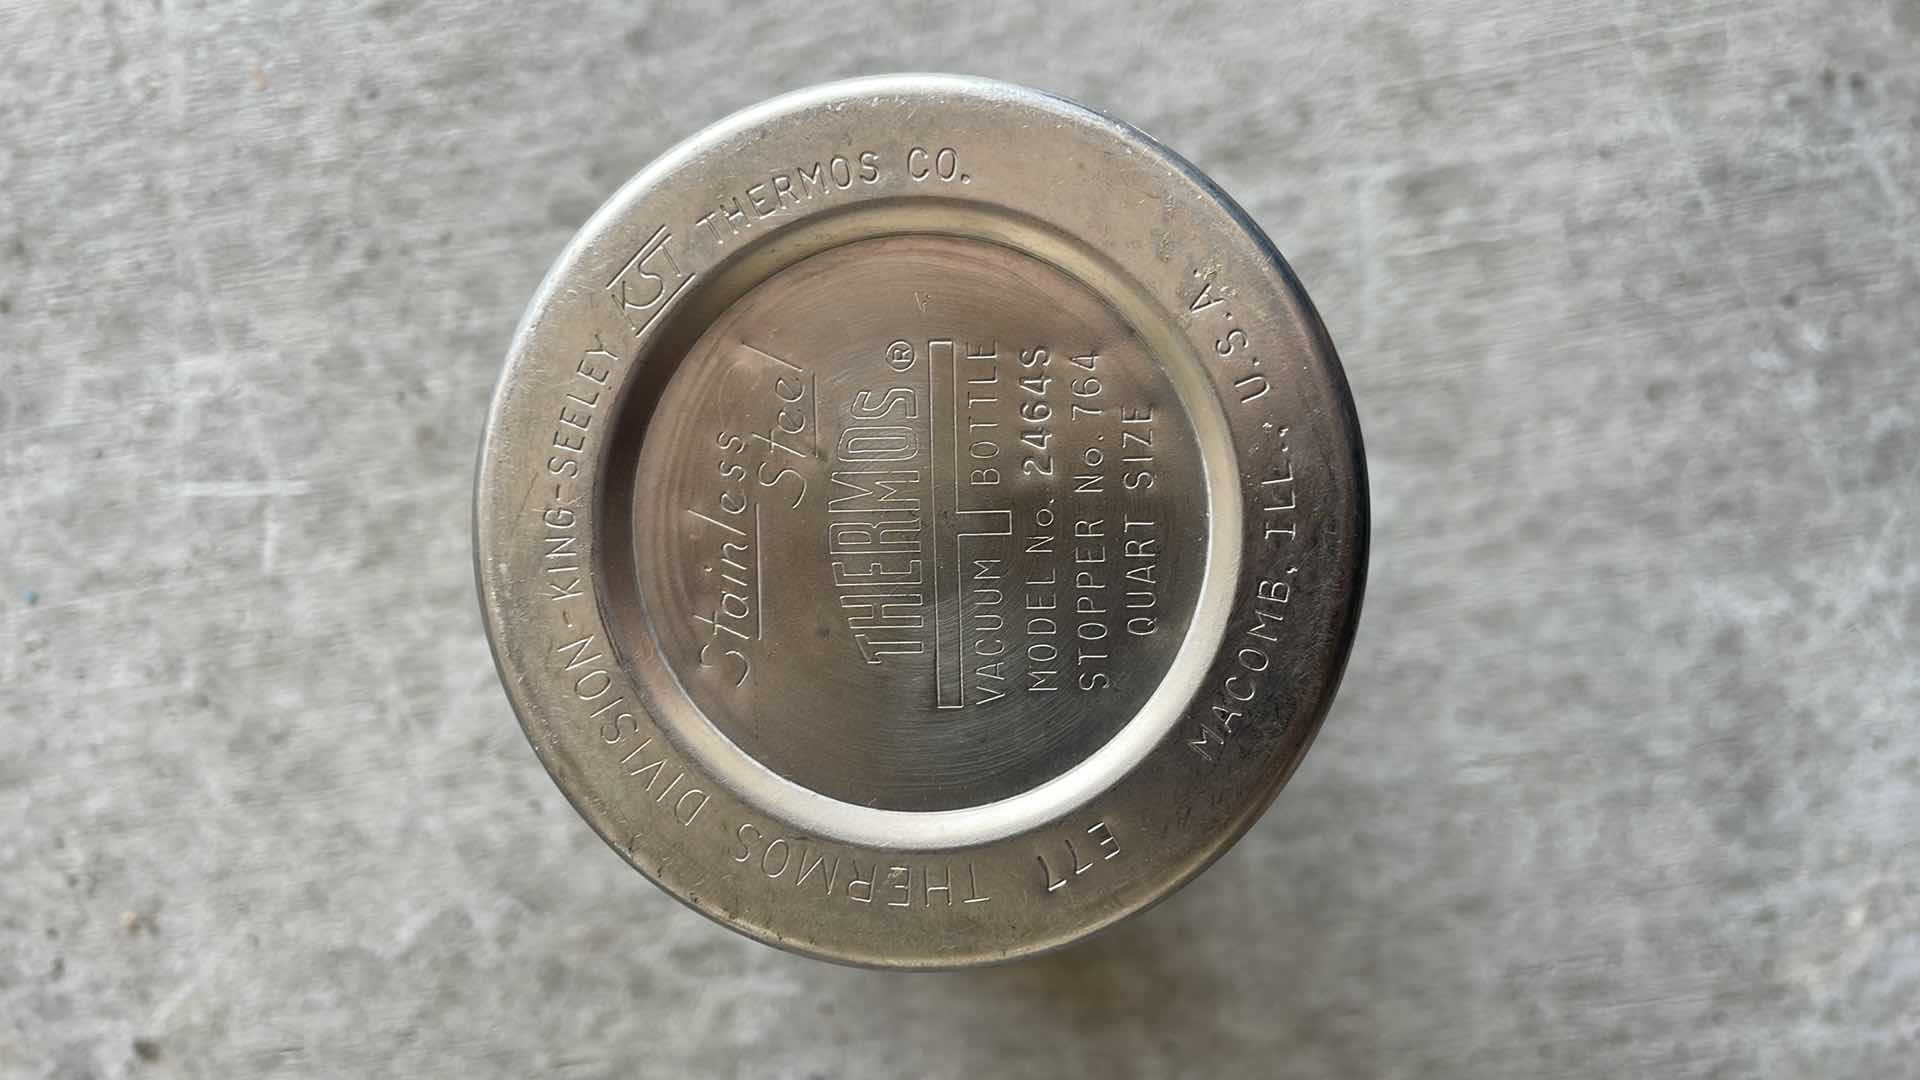 Stainless
Steel
THERMOS®
VACUUM BOTTLE
MODEL No. 2464S
STOPPER No. 764
QUART SIZE
THERMOS DIVISION-KING-SEELEY KST THERMOS CO.
MACOMB, ILL., U.S.A.
E77